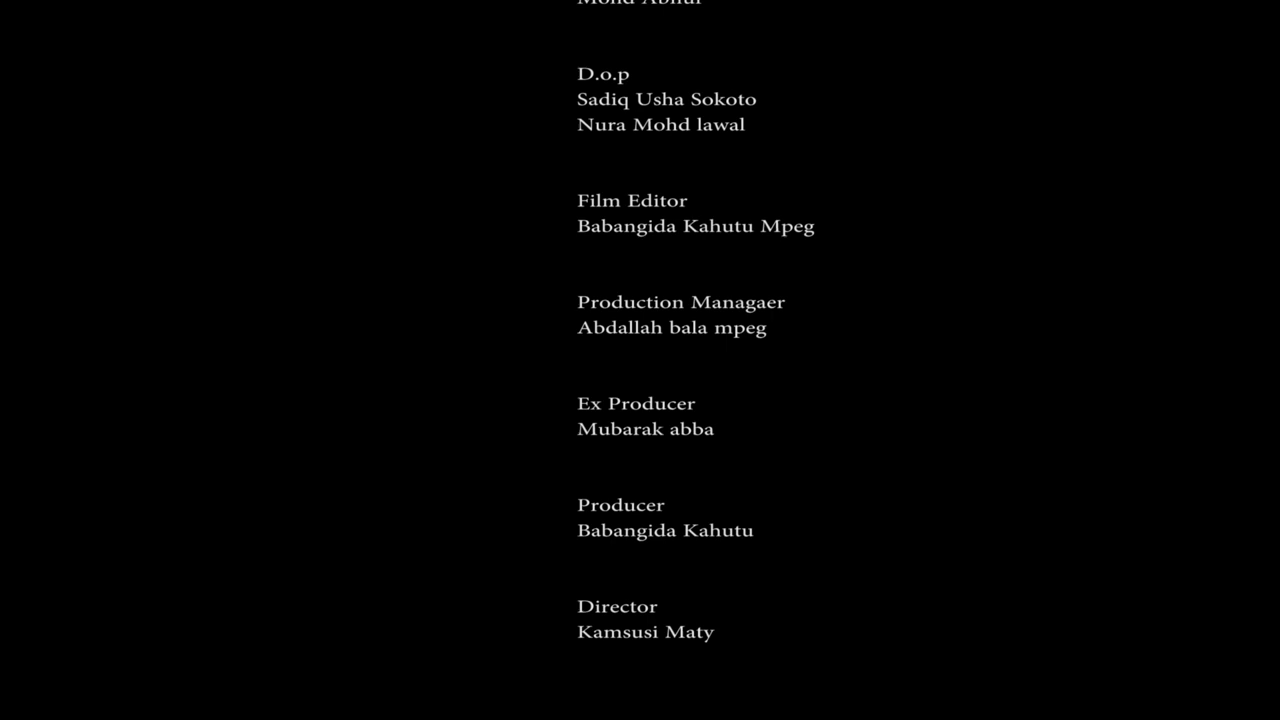 D.o.p
Sadiq Usha Sokoto
Nura Mohd lawal
Film Editor
Babangida Kahutu Mpeg
Production Managaer
Abdallah bala mpeg
Ex Producer
Mubarak abba
Producer
Babangida Kahutu
Director
Kamsusi Maty